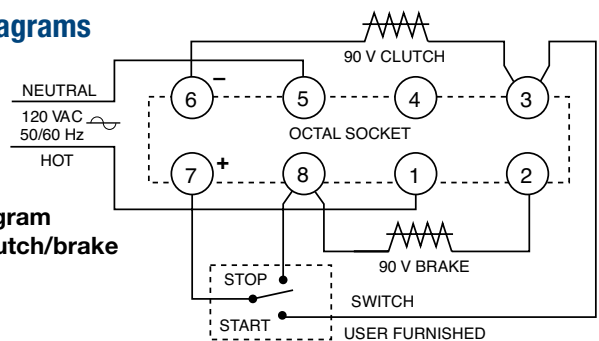 agrams
90 V CLUTCH
NEUTRAL
120 VAC
50/60 Hz
HOT
–
6
5
4
3
OCTAL SOCKET
+
7
8
1
2
gram
utch/brake
90 V BRAKE
STOP
SWITCH
START
USER FURNISHED